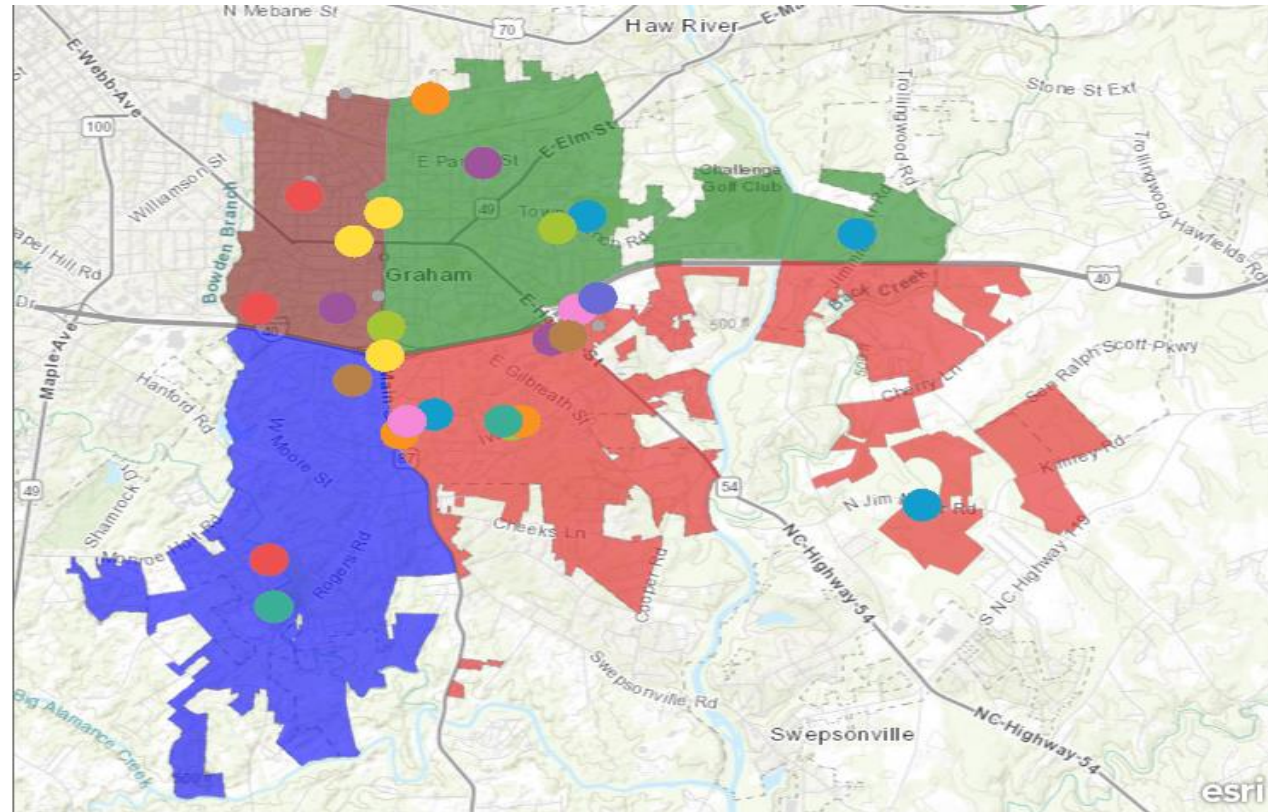 N Mebane St
70
Haw River
E-Webb-Ave
Stone St Ext
100
Trollingwood Rd
E-Elm-St
Williamson St
Challenge
Golf Club
Trollingwood Hawfields Rd
49
Bowden Branch
Graham
40
Back Creek
Dr
40
500 ft
Maple-Ave
Sen Ralph Scott-Pkwy
Hanford Rd
E Gilbreath St
Cherry Ln
W Moore St
Kimrey Rd
87
49
54
Shamrock Dr
Cheeks Ln
NC-Highway-54
S NC-Highway 119
Rogers Rd
Cooper Rd
Swepsonville Rd
Big Alamance Creek
Swepsonville
NC-Highway-54
esri